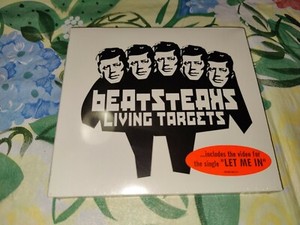 BEATSTEAKS
LIVING TARGETS
...includes the video for
the single "LET ME IN"